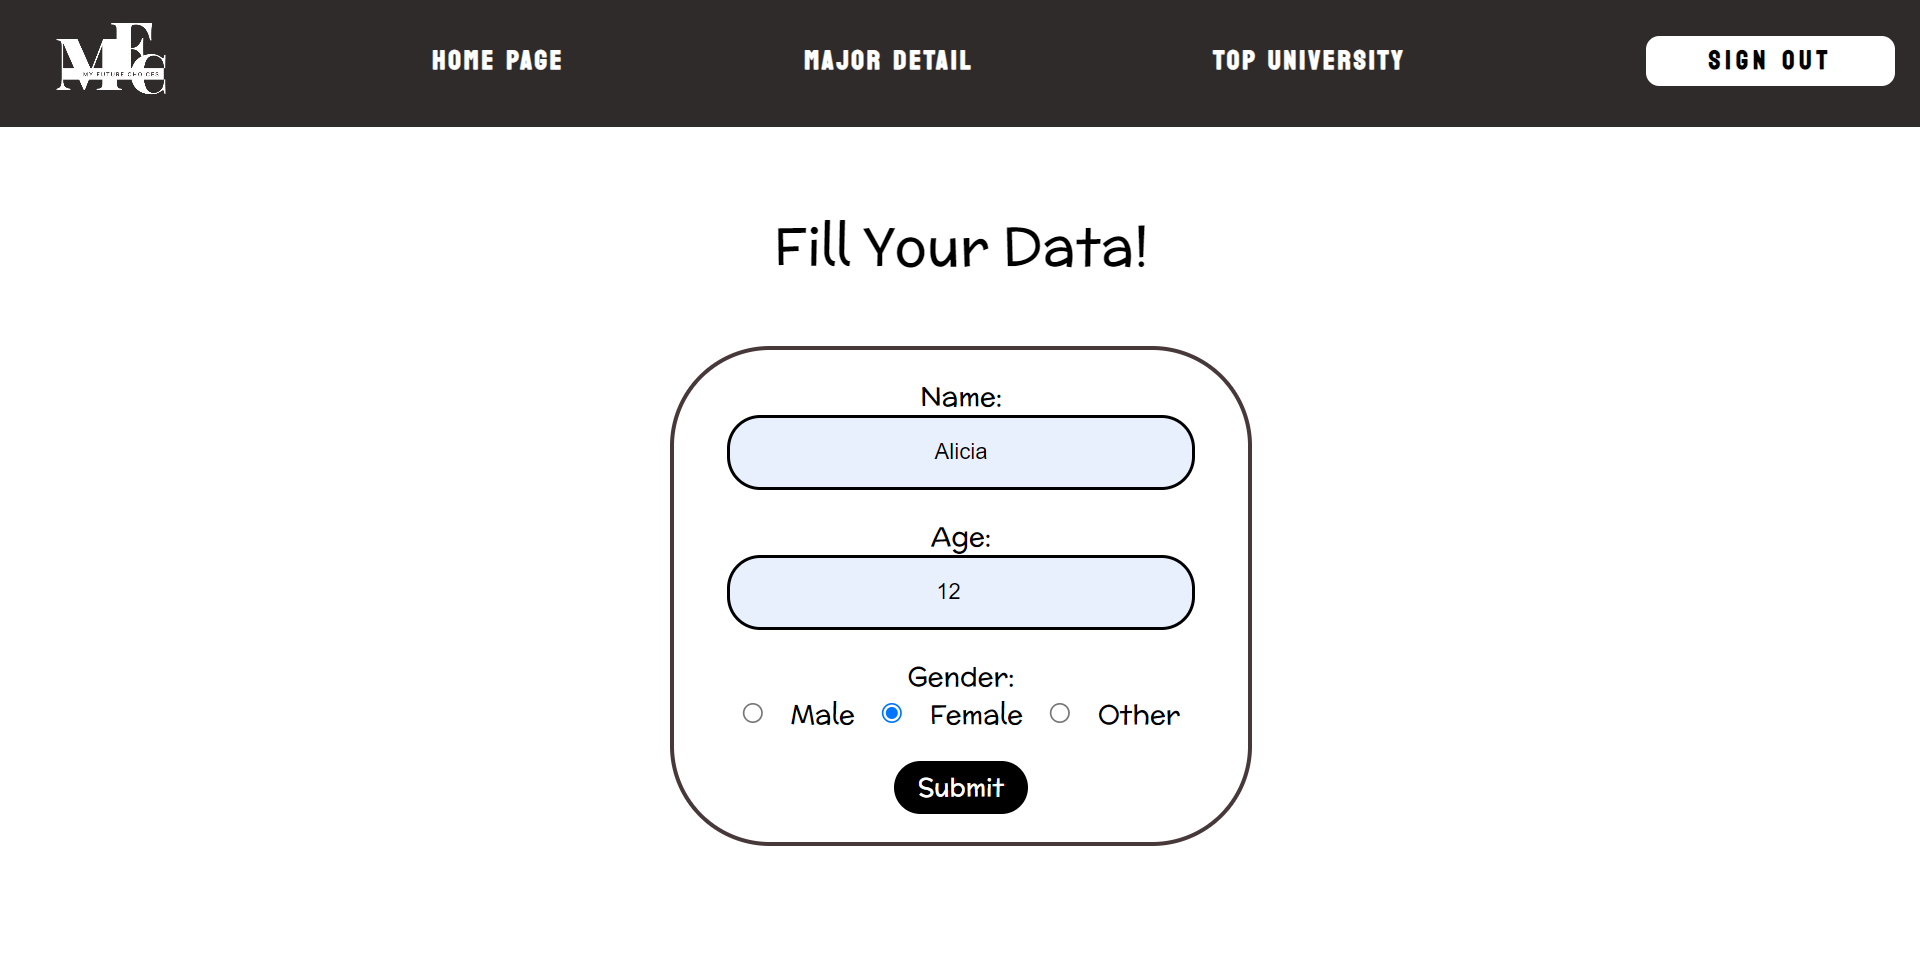 MFC
MY FUTURE CHOICES
HOME PAGE
MAJOR DETAIL
TOP UNIVERSITY
SIGN OUT
Fill Your Data!
Name:
Alicia
Age:
12
Gender:
Male Female Other
Submit